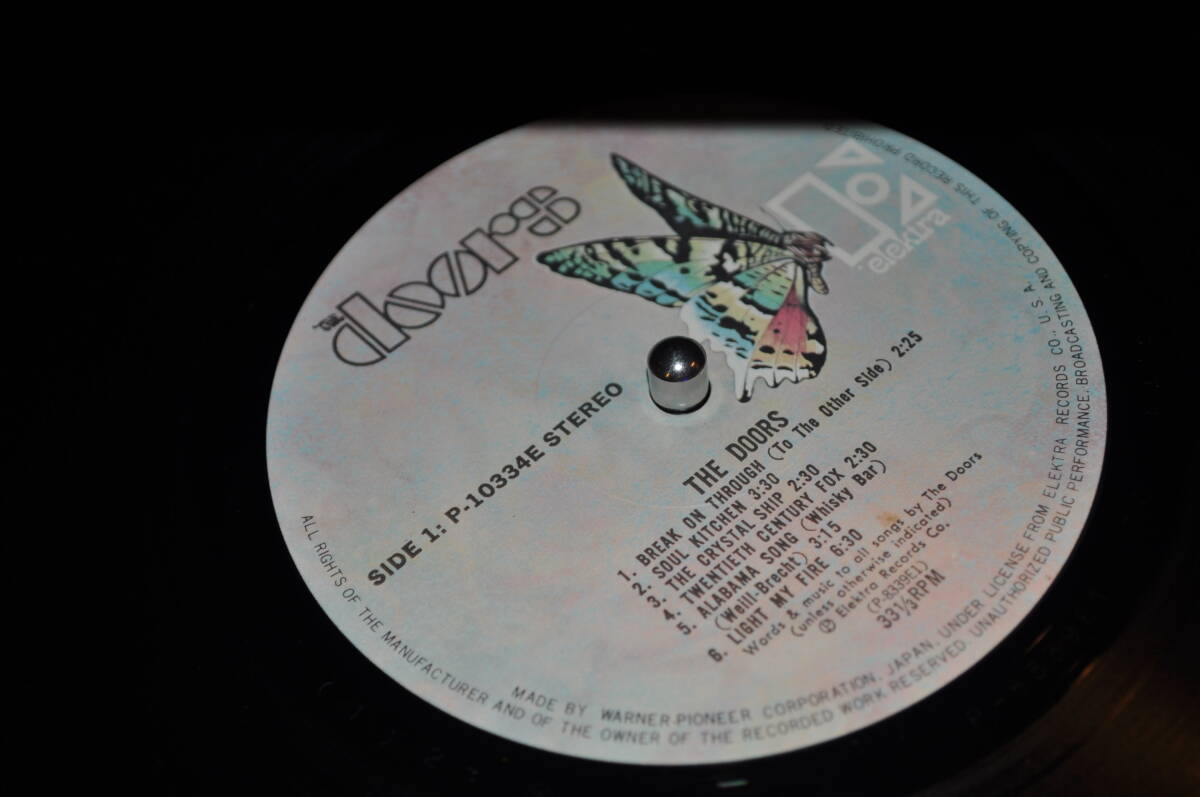 THE
doors
elektra
SIDE 1: P-10334E STEREO
THE DOORS
1. BREAK ON THROUGH (To The Other Side) 2:25
2. SOUL KITCHEN 3:30
3. THE CRYSTAL SHIP 2:30
4. TWENTIETH CENTURY FOX 2:30
5. ALABAMA SONG (Whisky Bar)
(Weill-Brecht) 3:15
6. LIGHT MY FIRE 6:30
Words & music to all songs by The Doors
(unless otherwise indicated)
Ⓟ Elektra Records Co.
(P-8339E1)
33 1/3 RPM
MADE BY WARNER-PIONEER CORPORATION, JAPAN, UNDER LICENSE FROM ELEKTRA RECORDS CO., U.S.A.
ALL RIGHTS OF THE MANUFACTURER AND OF THE OWNER OF THE RECORDED WORK RESERVED. UNAUTHORIZED PUBLIC PERFORMANCE, BROADCASTING AND COPYING OF THIS RECORD PROHIBITED